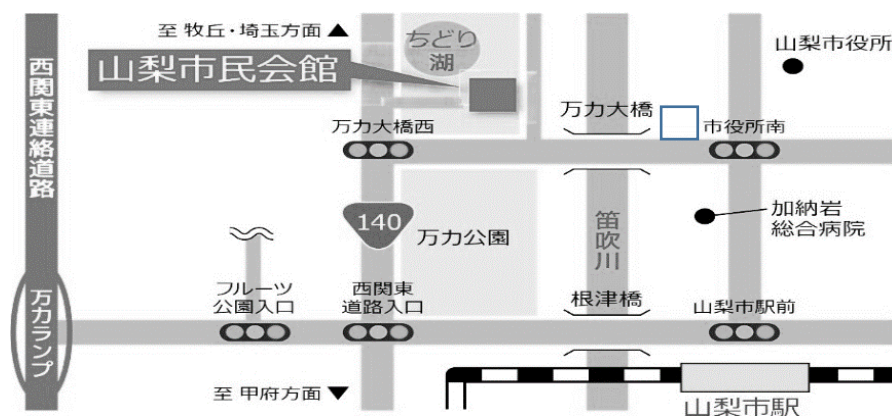 至 牧丘・埼玉方面 ▲
ちどり
湖
山梨市役所
山梨市民会館
西関東連絡道路
万力大橋西
万力大橋
市役所南
140
万力公園
笛吹川
加納岩
総合病院
フルーツ
公園入口
西関東
道路入口
根津橋
山梨市駅前
万力ランプ
至 甲府方面 ▼
山梨市駅